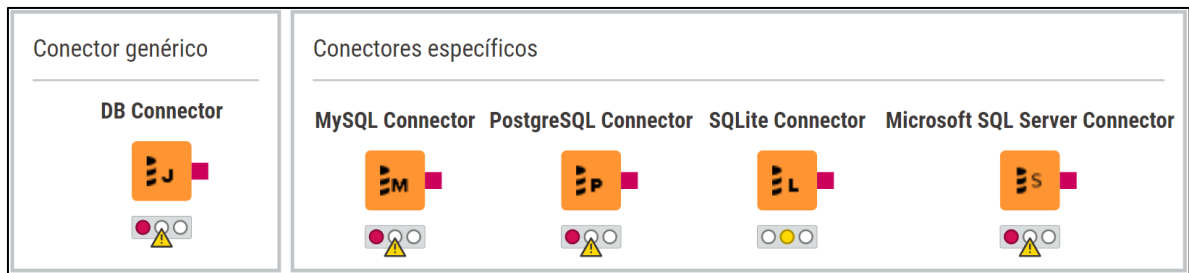 Conector genérico
DB Connector
J
Conectores específicos
MySQL Connector PostgreSQL Connector SQLite Connector Microsoft SQL Server Connector
M P L S